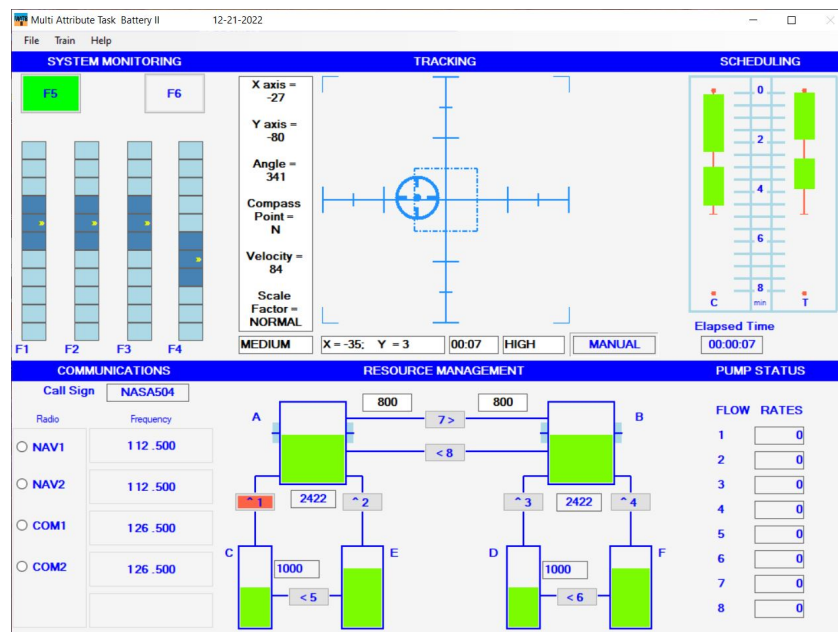 Multi Attribute Task Battery II 12-21-2022
File Train Help
SYSTEM MONITORING
F5 F6
F1 F2 F3 F4
TRACKING
X axis =
-27
Y axis =
-80
Angle =
341
Compass
Point =
N
Velocity =
84
Scale
Factor =
NORMAL
MEDIUM X = -35; Y = 3 00:07 HIGH MANUAL
SCHEDULING
0
2
4
6
8
C min T
Elapsed Time
00:00:07
COMMUNICATIONS
Call Sign NASA504
Radio Frequency
NAV1 112 .500
NAV2 112 .500
COM1 126 .500
COM2 126 .500
RESOURCE MANAGEMENT
800 800
A 7 > B
< 8
^ 1 2422 ^ 2 ^ 3 2422 ^ 4
C E D F
1000 1000
< 5 < 6
PUMP STATUS
FLOW RATES
1 0
2 0
3 0
4 0
5 0
6 0
7 0
8 0